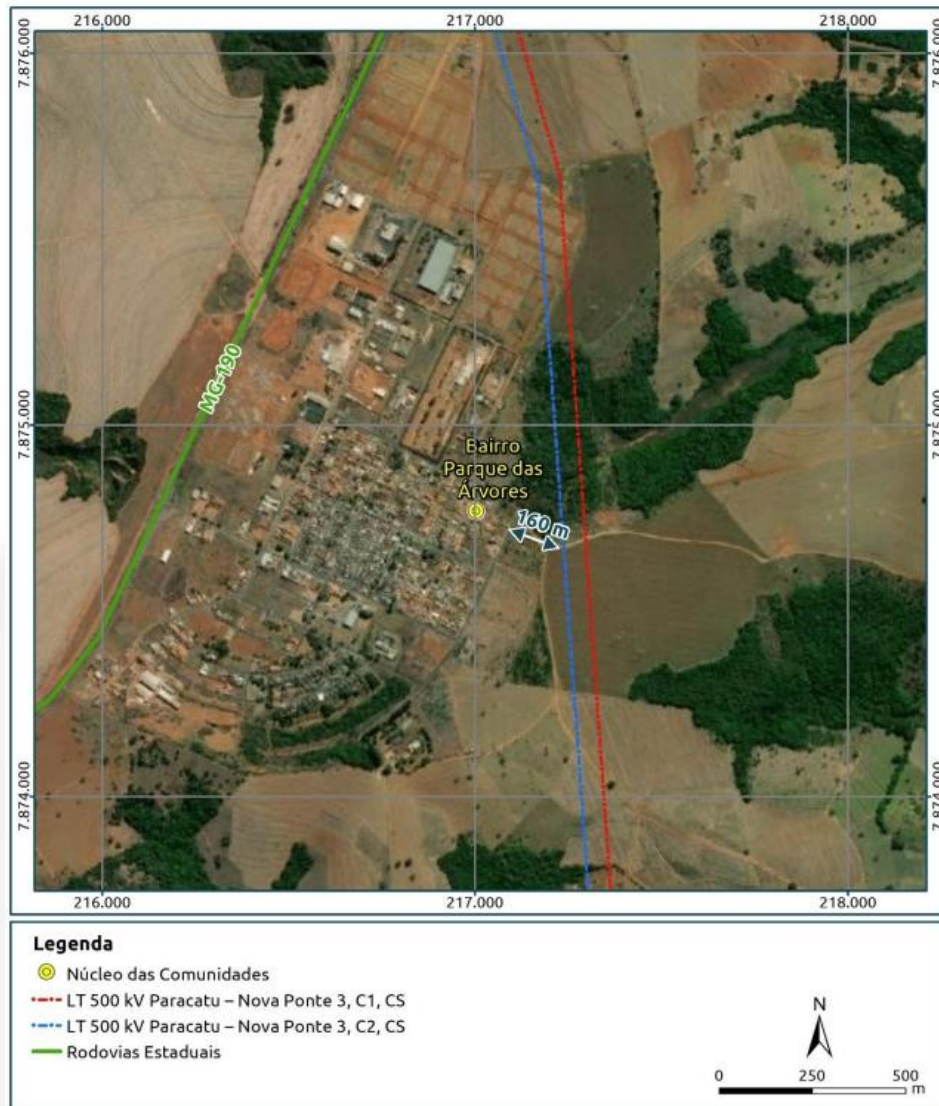 216.000 217.000 218.000
7.876.000 7.876.000
MG-190
7.875.000 7.875.000
Bairro
Parque das
Árvores
160 m
7.874.000 7.874.000
216.000 217.000 218.000
Legenda
Núcleo das Comunidades
LT 500 kV Paracatu – Nova Ponte 3, C1, CS
LT 500 kV Paracatu – Nova Ponte 3, C2, CS
Rodovias Estaduais
N
0 250 500
m